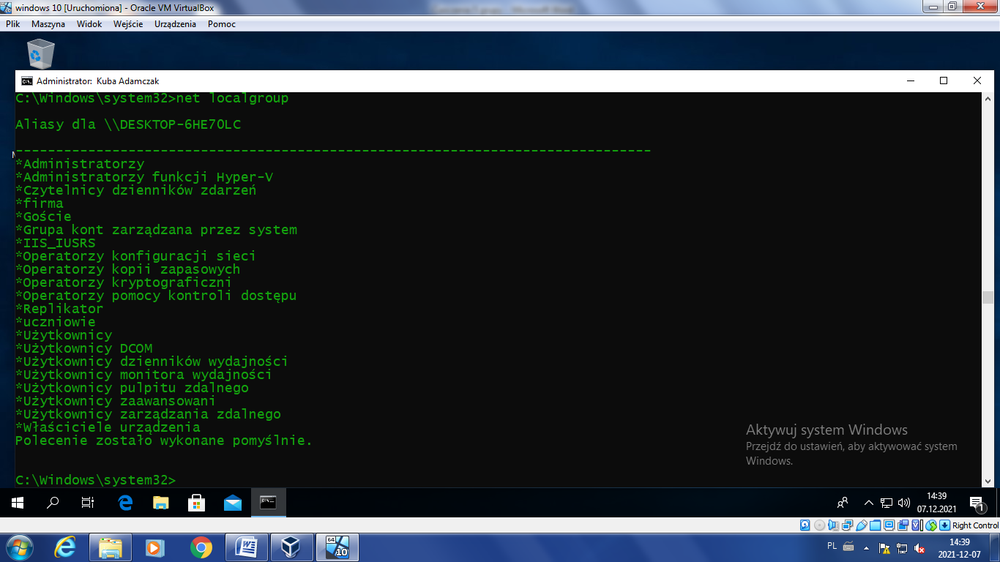 windows 10 [Uruchomiona] - Oracle VM VirtualBox
Plik Maszyna Widok Wejście Urządzenia Pomoc
Administrator: Kuba Adamczak
C:\Windows\system32>net localgroup
Aliasy dla \\DESKTOP-6HE7OLC
-------------------------------------------------------------------------------
*Administratorzy
*Administratorzy funkcji Hyper-V
*Czytelnicy dzienników zdarzeń
*firma
*Goście
*Grupa kont zarządzana przez system
*IIS_IUSRS
*Operatorzy konfiguracji sieci
*Operatorzy kopii zapasowych
*Operatorzy kryptograficzni
*Operatorzy pomocy kontroli dostępu
*Replikator
*uczniowie
*Użytkownicy
*Użytkownicy DCOM
*Użytkownicy dzienników wydajności
*Użytkownicy monitora wydajności
*Użytkownicy pulpitu zdalnego
*Użytkownicy zaawansowani
*Użytkownicy zarządzania zdalnego
*Właściciele urządzenia
Polecenie zostało wykonane pomyślnie.
C:\Windows\system32>
Aktywuj system Windows
Przejdź do ustawień, aby aktywować system
Windows.
14:39
07.12.2021
1
Right Control
64
10
PL
14:39
2021-12-07